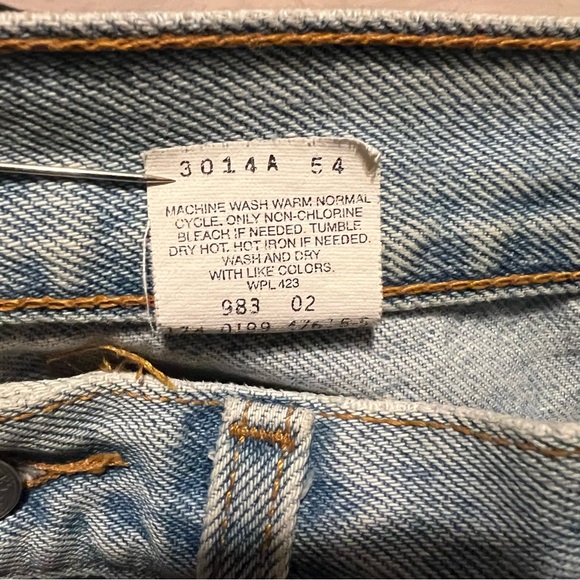 3014A 54
MACHINE WASH WARM NORMAL
CYCLE. ONLY NON-CHLORINE
BLEACH IF NEEDED. TUMBLE
DRY HOT. HOT IRON IF NEEDED.
WASH AND DRY
WITH LIKE COLORS.
WPL 423
983 02
0199